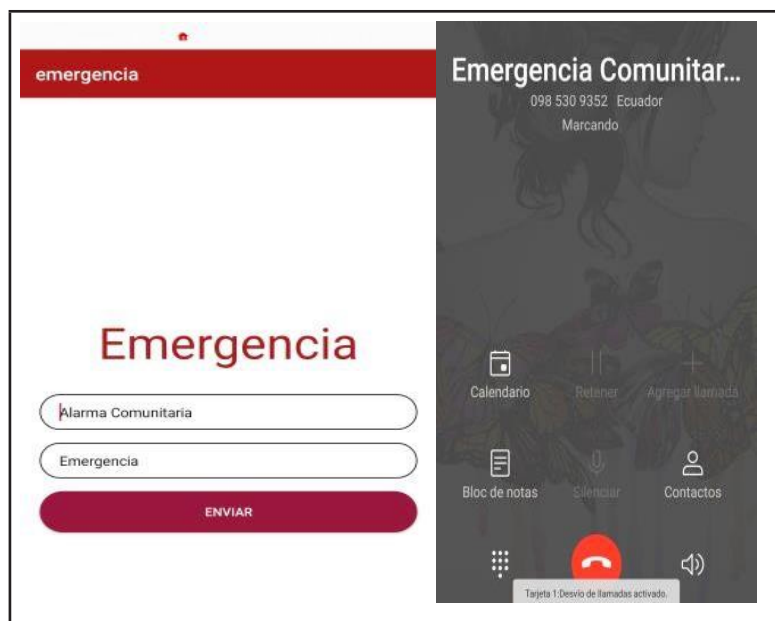 emergencia
Emergencia
Alarma Comunitaria
Emergencia
ENVIAR
Emergencia Comunitar...
098 530 9352 Ecuador
Marcando
Calendario
Retener
Agregar llamada
Bloc de notas
Silenciar
Contactos
Tarjeta 1:Desvío de llamadas activado.